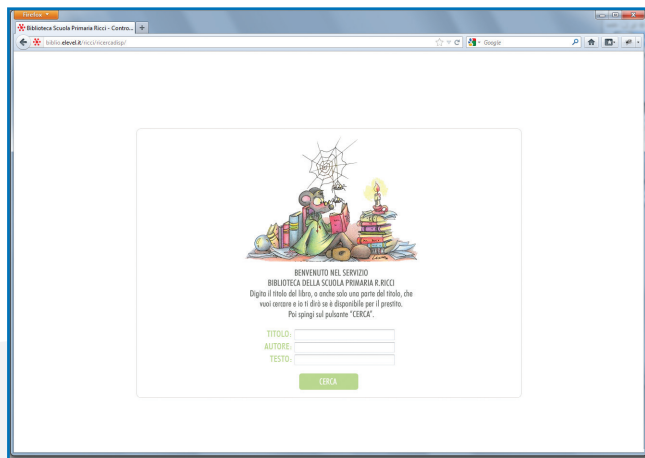 Firefox
Biblioteca Scuola Primaria Ricci - Contro...
biblio.elevel.it/ricci/ricercadisp/
Google
BENVENUTO NEL SERVIZIO
BIBLIOTECA DELLA SCUOLA PRIMARIA R.RICCI
Digita il titolo del libro, o anche solo una parte del titolo, che
vuoi cercare e io ti dirò se è disponibile per il prestito.
Poi spingi sul pulsante "CERCA".
TITOLO:
AUTORE:
TESTO:
CERCA